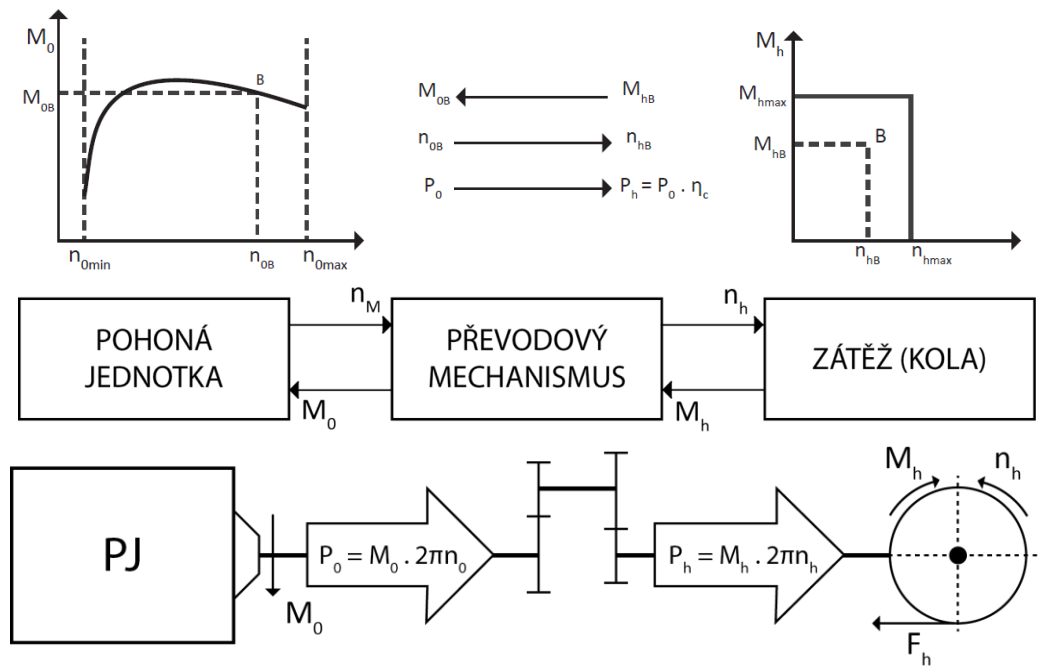 M₀
M₀B
B
n₀min
n₀B
n₀max
M₀B
MhB
n₀B
nhB
P₀
Pₕ = P₀ . ηc
Mₕ
Mhmax
MhB
B
nhB
nhmax
POHONÁ
JEDNOTKA
nM
M₀
PŘEVODOVÝ
MECHANISMUS
nₕ
Mₕ
ZÁTĚŽ (KOLA)
PJ
M₀
P₀ = M₀ . 2πn₀
Pₕ = Mₕ . 2πnₕ
Mₕ
nₕ
Fₕ